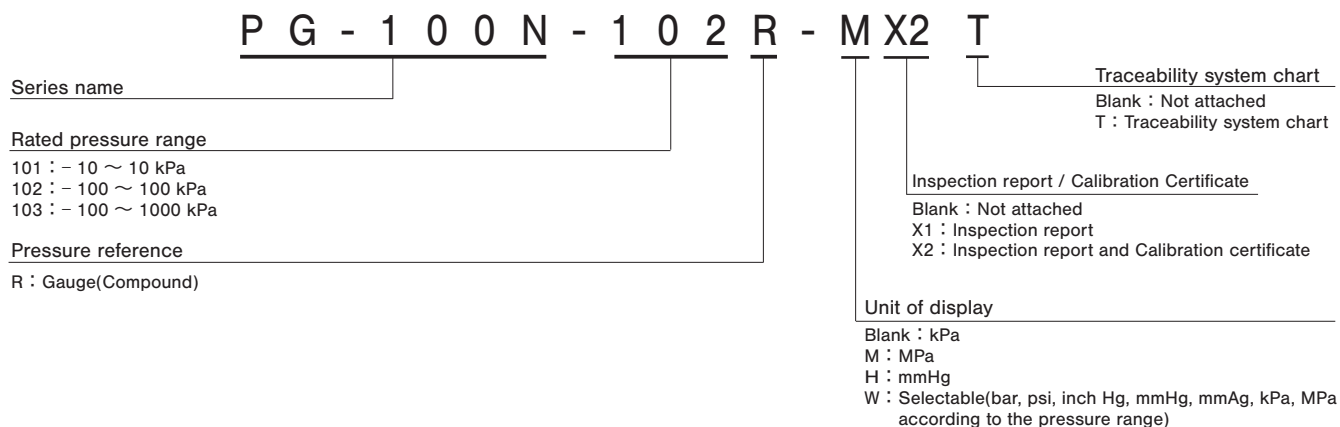 P G - 1 0 0 N - 1 0 2 R - M X2 T
Series name
Rated pressure range
101：− 10 ～ 10 kPa
102：− 100 ～ 100 kPa
103：− 100 ～ 1000 kPa
Pressure reference
R：Gauge(Compound)
Traceability system chart
Blank：Not attached
T：Traceability system chart
Inspection report / Calibration Certificate
Blank：Not attached
X1：Inspection report
X2：Inspection report and Calibration certificate
Unit of display
Blank：kPa
M：MPa
H：mmHg
W：Selectable(bar, psi, inch Hg, mmHg, mmAg, kPa, MPa
according to the pressure range)